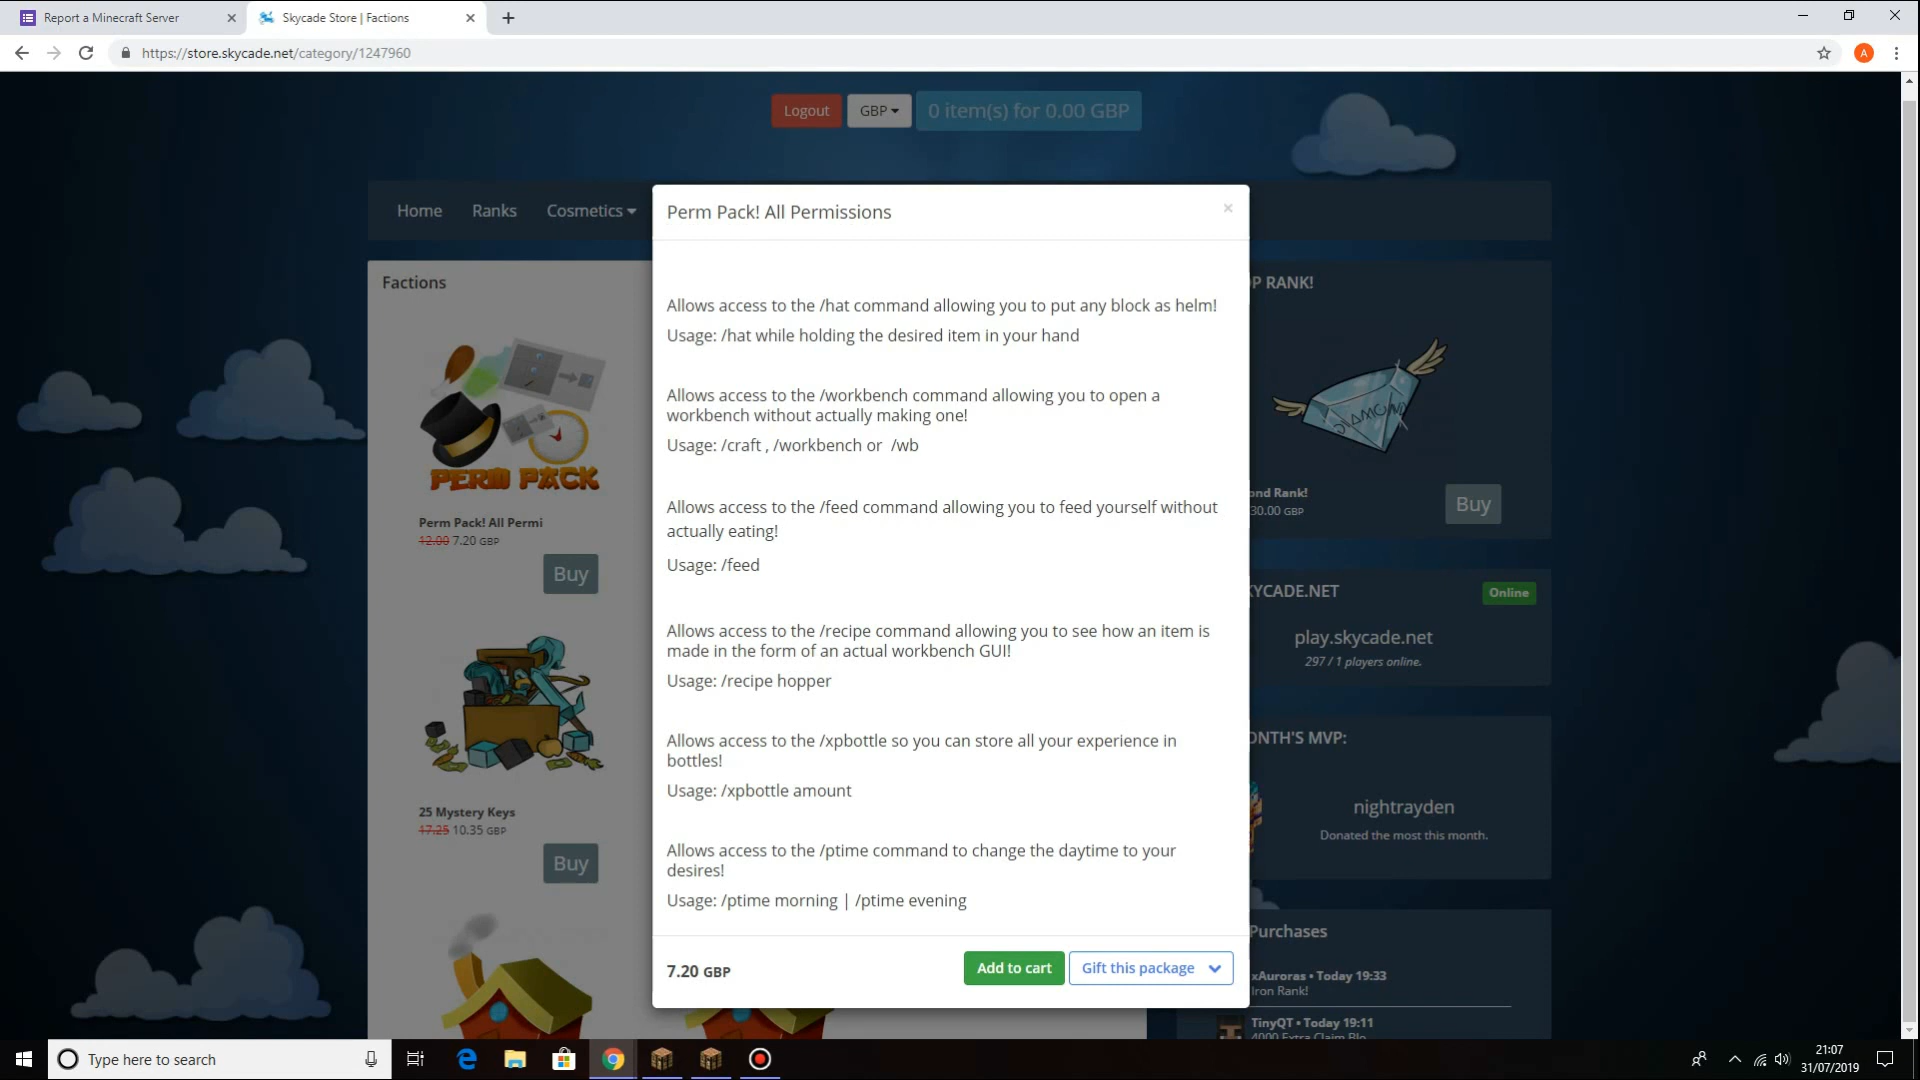 Report a Minecraft Server
Skycade Store | Factions
https://store.skycade.net/category/1247960
A
Logout
GBP
0 item(s) for 0.00 GBP
Home
Ranks
Cosmetics
Perm Pack! All Permissions
×
Factions
P RANK!
Allows access to the /hat command allowing you to put any block as helm!
Usage: /hat while holding the desired item in your hand
Allows access to the /workbench command allowing you to open a
workbench without actually making one!
Usage: /craft , /workbench or /wb
Allows access to the /feed command allowing you to feed yourself without
actually eating!
Usage: /feed
Allows access to the /recipe command allowing you to see how an item is
made in the form of an actual workbench GUI!
Usage: /recipe hopper
Allows access to the /xpbottle so you can store all your experience in
bottles!
Usage: /xpbottle amount
Allows access to the /ptime command to change the daytime to your
desires!
Usage: /ptime morning | /ptime evening
7.20 GBP
Add to cart
Gift this package
PERM PACK
Perm Pack! All Permi
12.00 7.20 GBP
Buy
25 Mystery Keys
17.25 10.35 GBP
Buy
DIAMOND
ond Rank!
30.00 GBP
Buy
KYCADE.NET
Online
play.skycade.net
297 / 1 players online.
ONTH'S MVP:
nightrayden
Donated the most this month.
Purchases
xAuroras • Today 19:33
Iron Rank!
TinyQT • Today 19:11
4000 Extra Claim Blo
Type here to search
21:07
31/07/2019